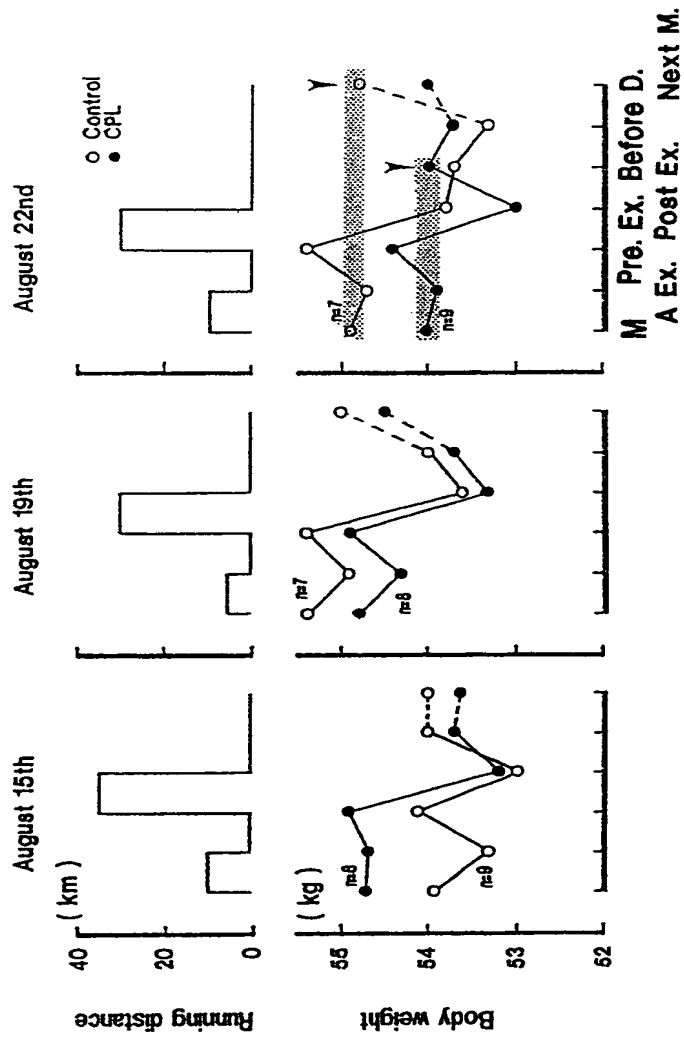 August 15th
August 19th
August 22nd
Running distance
( km )
40
20
0
○ Control
● CPL
Body weight
( kg )
55
54
53
52
n=8
n=9
n=7
n=8
n=7
n=9
M Pre. Ex. Before D.
A Ex. Post Ex. Next M.